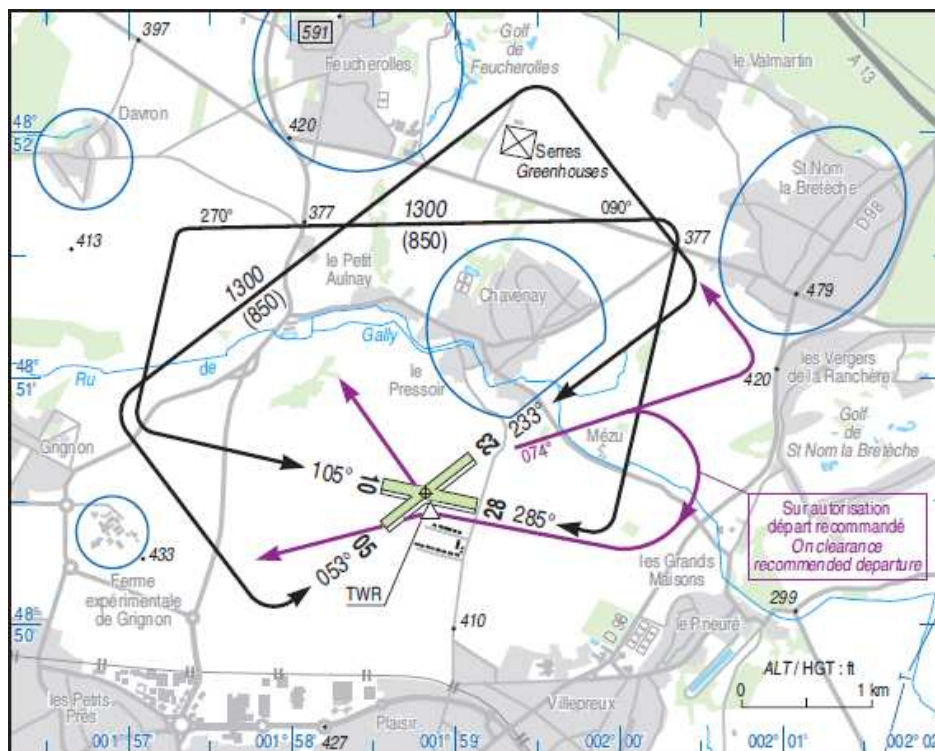 397
591
Feucherolles
Golf
de
Feucherolles
le Valmartin
A 13
Davron
48°
52'
420
Serres
Greenhouses
St Nom
la Bretèche
D 98
270°
377
1300
(850)
090°
377
413
le Petit
Aulnay
1300
(850)
Chavenay
479
Ru de Gally
48°
51'
le
Pressoir
420
les Vergers
de la Ranchère
Grignon
233°
23
074°
Mézu
Golf
de
St Nom la Bretèche
105°
10
28
285°
Sur autorisation
départ recommandé
On clearance
recommended departure
433
05
053°
Ferme
expérimentale
de Grignon
TWR
les Grands
Maisons
299
48°
50'
410
D 98
le Prieuré
ALT / HGT : ft
0 1 km
les Petits
Prés
Plaisir
Villepreux
427
001° 57 001° 58 001° 59 002° 00 002° 01 002° 02